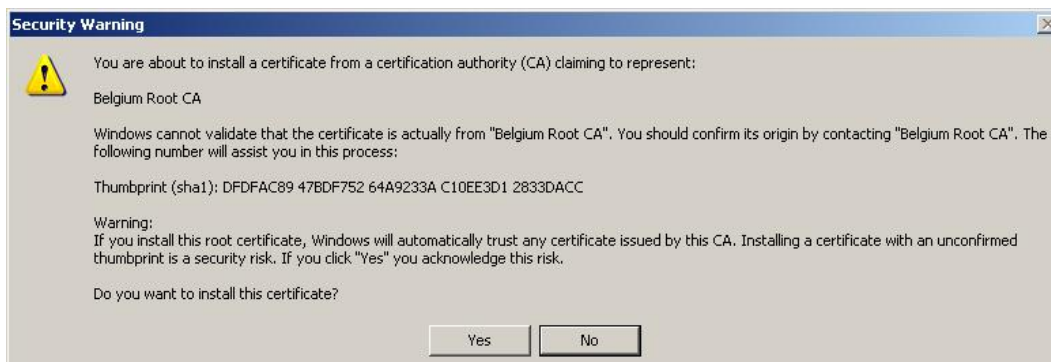 Security Warning
You are about to install a certificate from a certification authority (CA) claiming to represent:
Belgium Root CA
Windows cannot validate that the certificate is actually from "Belgium Root CA". You should confirm its origin by contacting "Belgium Root CA". The
following number will assist you in this process:
Thumbprint (sha1): DFDFAC89 47BDF752 64A9233A C10EE3D1 2833DACC
Warning:
If you install this root certificate, Windows will automatically trust any certificate issued by this CA. Installing a certificate with an unconfirmed
thumbprint is a security risk. If you click "Yes" you acknowledge this risk.
Do you want to install this certificate?
Yes No